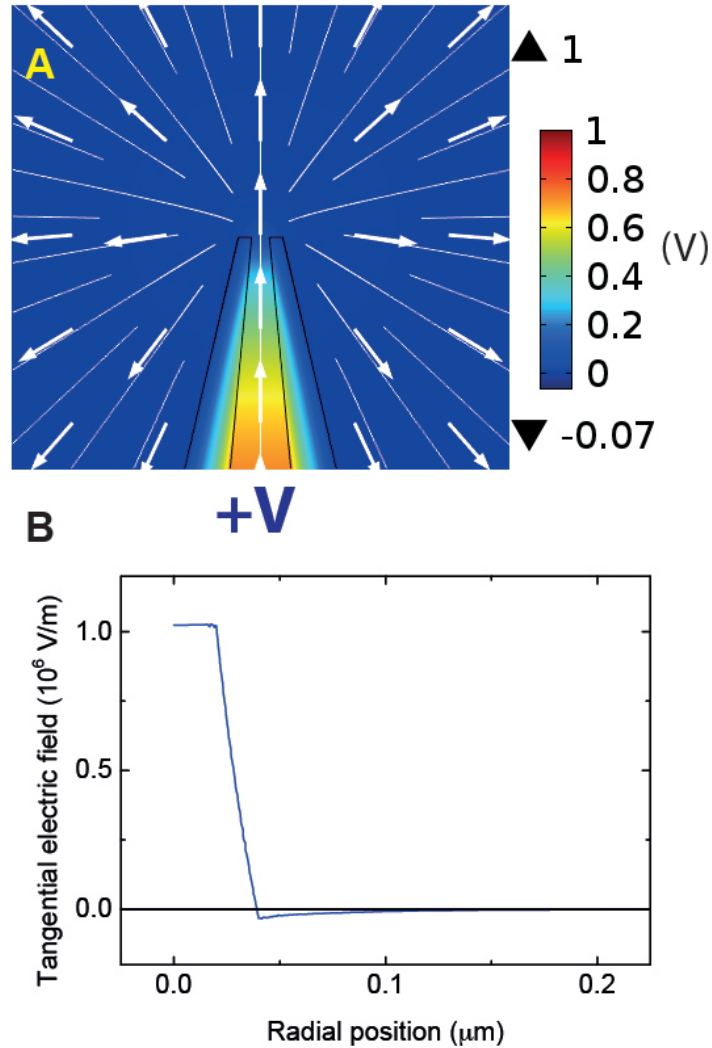 A
▲ 1
1
0.8
0.6
0.4
0.2
0
(V)
▼ -0.07
+V
B
Tangential electric field (10⁶ V/m)
1.0
0.5
0.0
0.0 0.1 0.2
Radial position (μm)